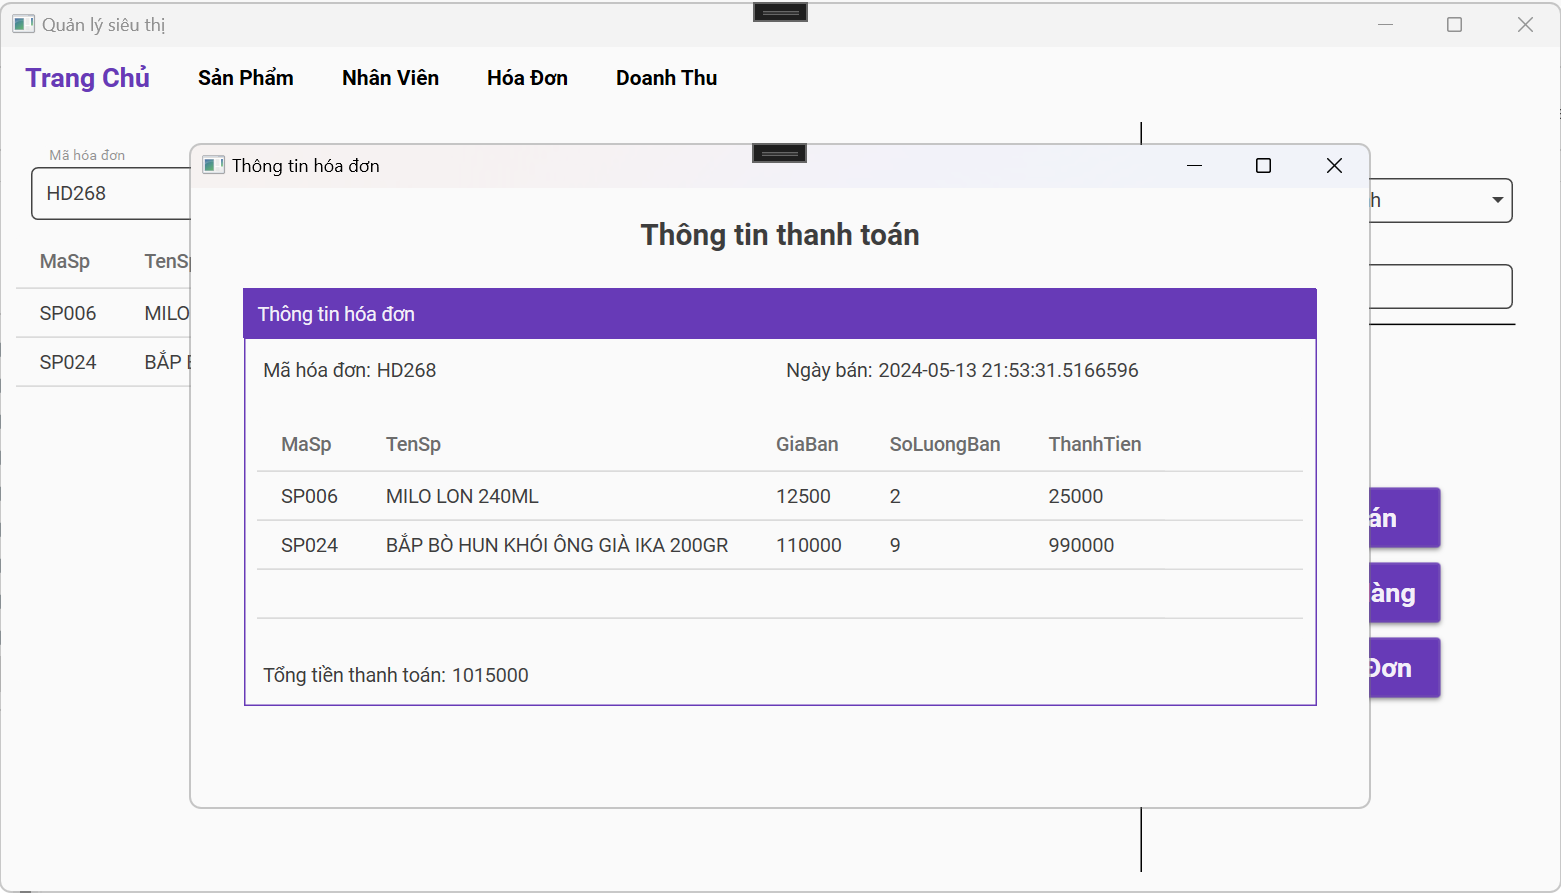 Quản lý siêu thị
Trang Chủ Sản Phẩm Nhân Viên Hóa Đơn Doanh Thu
Mã hóa đơn
HD268
MaSp
SP006 MILO
SP024 BẮP
Thông tin hóa đơn
Thông tin thanh toán
Thông tin hóa đơn
Mã hóa đơn: HD268 Ngày bán: 2024-05-13 21:53:31.5166596
MaSp TenSp GiaBan SoLuongBan ThanhTien
SP006 MILO LON 240ML 12500 2 25000
SP024 BẮP BÒ HUN KHÓI ÔNG GIÀ IKA 200GR 110000 9 990000
Tổng tiền thanh toán: 1015000
h
án
àng
Đơn